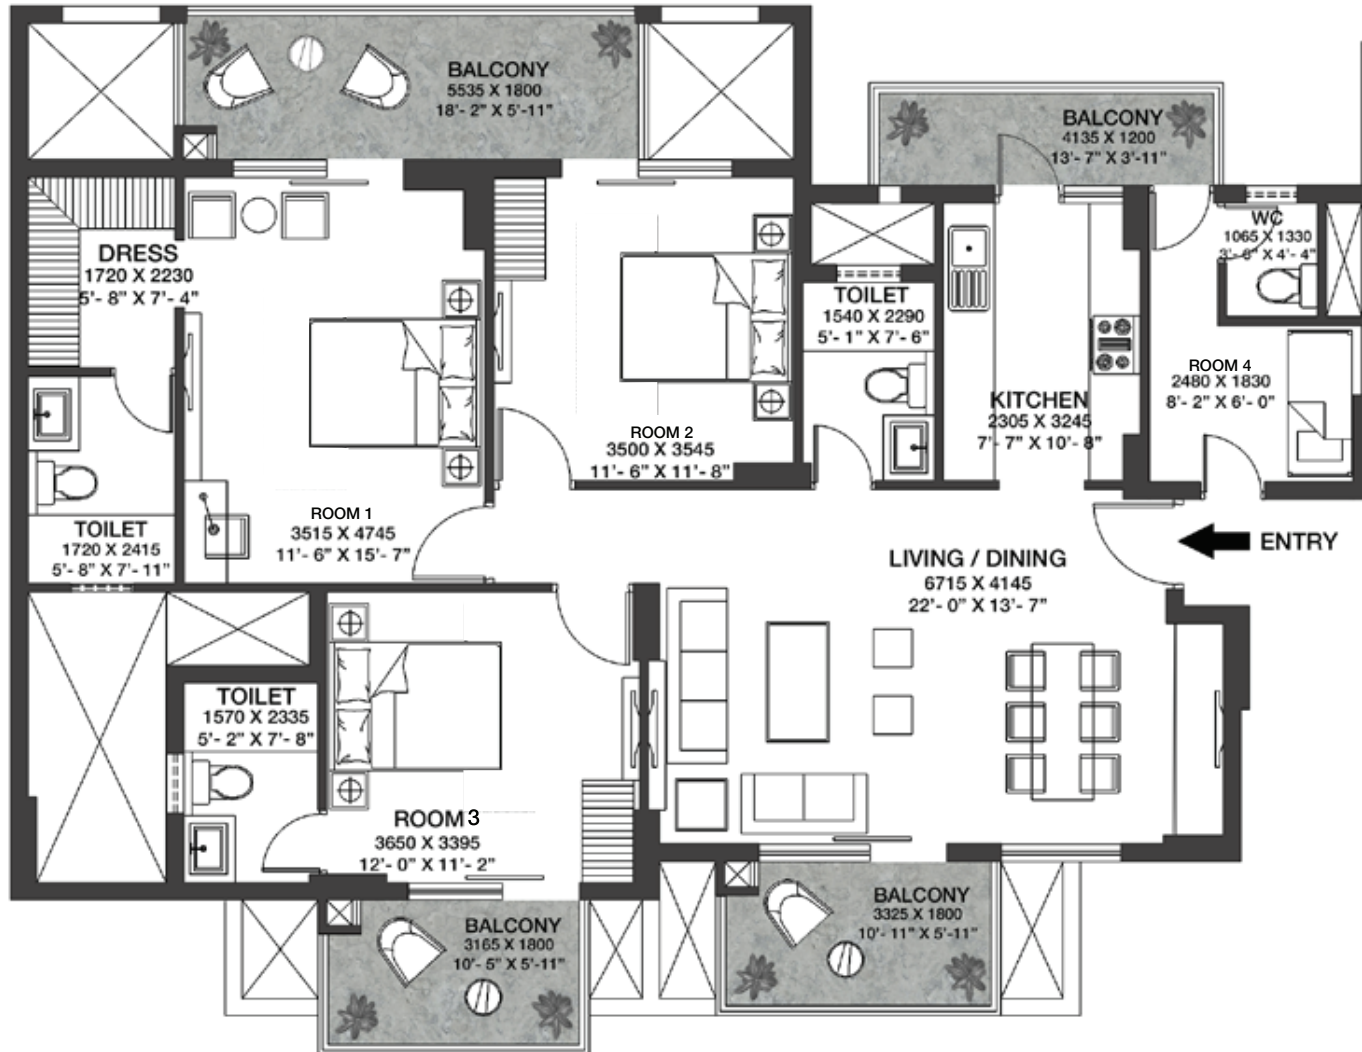 BALCONY
5535 X 1800
18'- 2" X 5'-11"
BALCONY
4135 X 1200
13'- 7" X 3'-11"
DRESS
1720 X 2230
5'- 8" X 7'- 4"
WC
1065 X 1330
3'- 6" X 4'- 4"
TOILET
1540 X 2290
5'- 1" X 7'- 6"
ROOM 4
2480 X 1830
8'- 2" X 6'- 0"
KITCHEN
2305 X 3245
7'- 7" X 10'- 8"
ROOM 2
3500 X 3545
11'- 6" X 11'- 8"
ROOM 1
3515 X 4745
11'- 6" X 15'- 7"
TOILET
1720 X 2415
5'- 8" X 7'- 11"
ENTRY
LIVING / DINING
6715 X 4145
22'- 0" X 13'- 7"
TOILET
1570 X 2335
5'- 2" X 7'- 8"
ROOM 3
3650 X 3395
12'- 0" X 11'- 2"
BALCONY
3325 X 1800
10'- 11" X 5'-11"
BALCONY
3165 X 1800
10'- 5" X 5'-11"